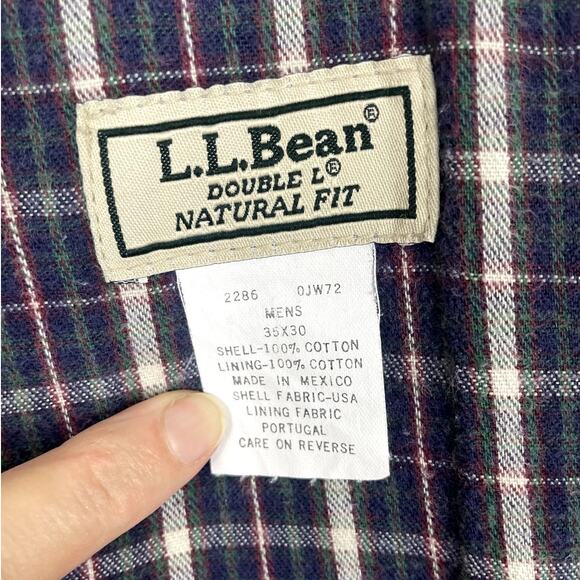 L.L.Bean®
DOUBLE L®
NATURAL FIT
2286 0JW72
MENS
35X30
SHELL-100% COTTON
LINING-100% COTTON
MADE IN MEXICO
SHELL FABRIC-USA
LINING FABRIC
PORTUGAL
CARE ON REVERSE